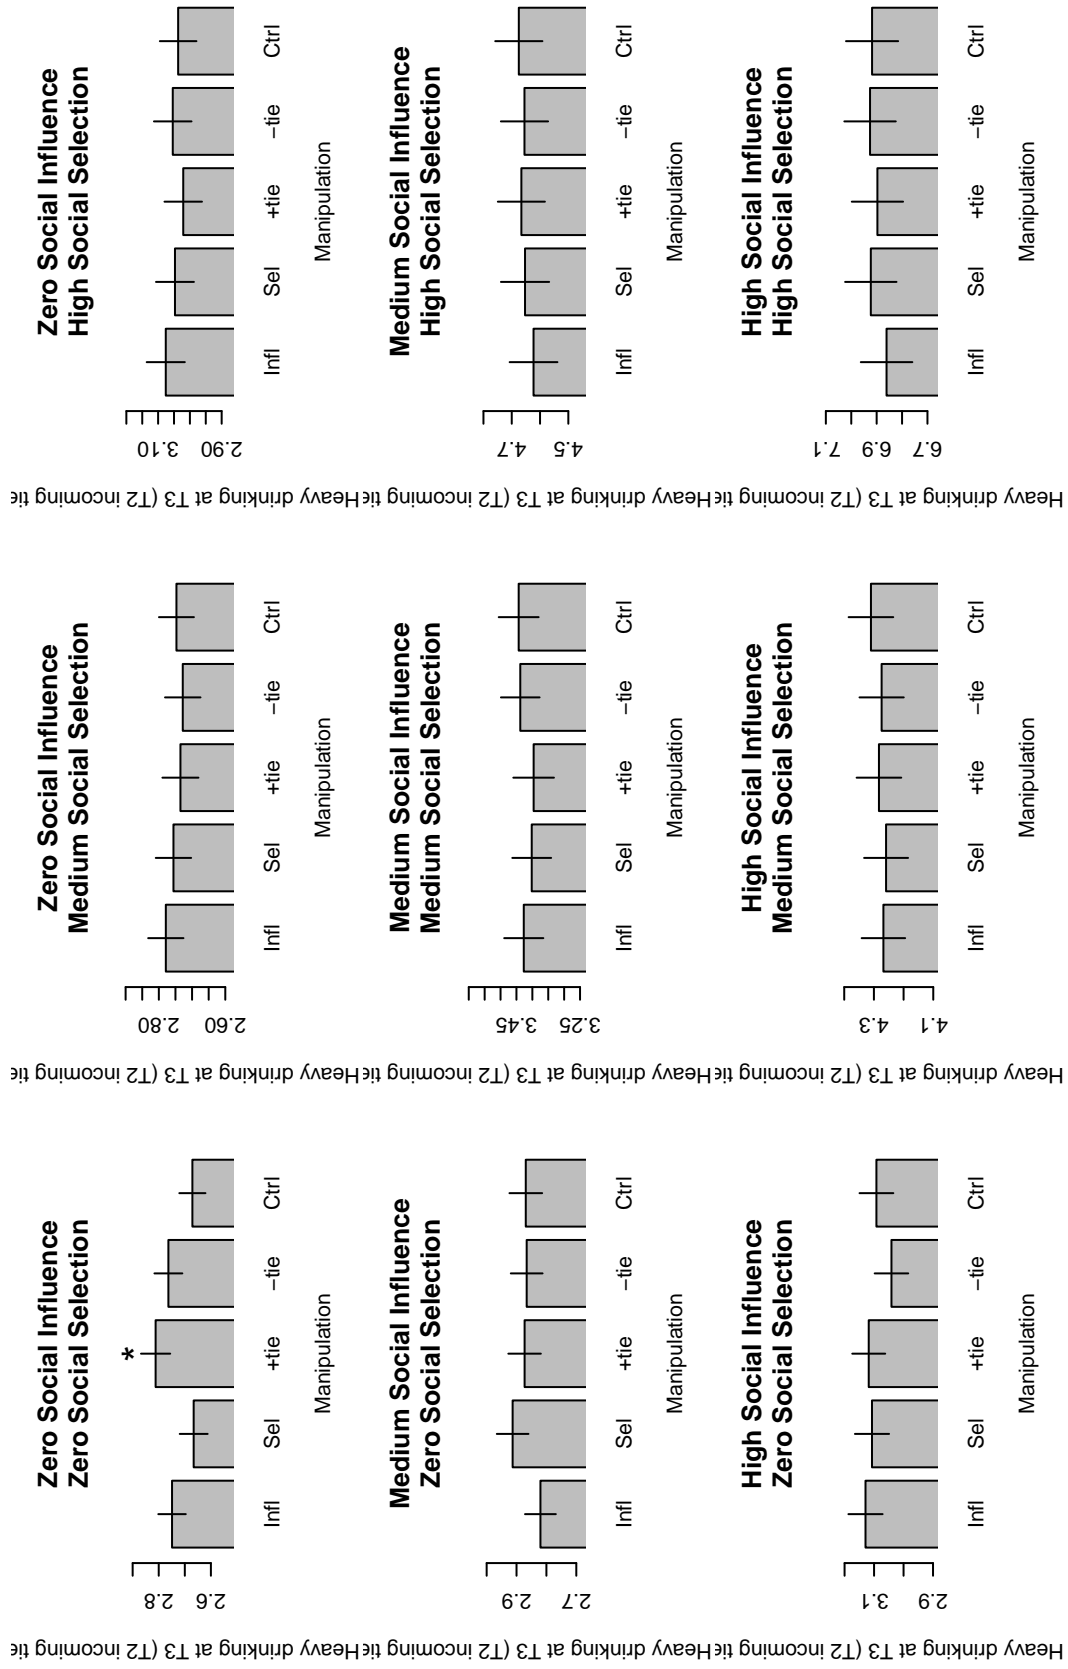 Zero Social Influence
Zero Social Selection
Heavy drinking at T3 (T2 incoming tie
2.8
2.6
*
Infl Sel +tie −tie Ctrl
Manipulation
Zero Social Influence
Medium Social Selection
Heavy drinking at T3 (T2 incoming tie
2.80
2.60
Infl Sel +tie −tie Ctrl
Manipulation
Zero Social Influence
High Social Selection
Heavy drinking at T3 (T2 incoming tie
3.10
2.90
Infl Sel +tie −tie Ctrl
Manipulation
Medium Social Influence
Zero Social Selection
Heavy drinking at T3 (T2 incoming tie
2.9
2.7
Infl Sel +tie −tie Ctrl
Manipulation
Medium Social Influence
Medium Social Selection
Heavy drinking at T3 (T2 incoming tie
3.45
3.25
Infl Sel +tie −tie Ctrl
Manipulation
Medium Social Influence
High Social Selection
Heavy drinking at T3 (T2 incoming tie
4.7
4.5
Infl Sel +tie −tie Ctrl
Manipulation
High Social Influence
Zero Social Selection
Heavy drinking at T3 (T2 incoming tie
3.1
2.9
Infl Sel +tie −tie Ctrl
Manipulation
High Social Influence
Medium Social Selection
Heavy drinking at T3 (T2 incoming tie
4.3
4.1
Infl Sel +tie −tie Ctrl
Manipulation
High Social Influence
High Social Selection
Heavy drinking at T3 (T2 incoming tie
7.1
6.9
6.7
Infl Sel +tie −tie Ctrl
Manipulation